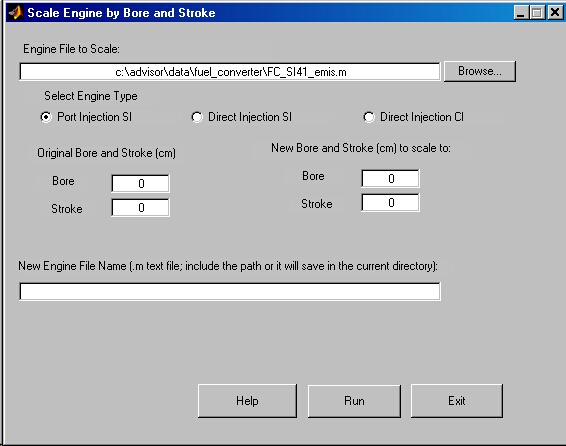 Scale Engine by Bore and Stroke
Engine File to Scale:
c:\advisor\data\fuel_converter\FC_SI41_emis.m
Browse...
Select Engine Type
Port Injection SI
Direct Injection SI
Direct Injection CI
Original Bore and Stroke (cm)
New Bore and Stroke (cm) to scale to:
Bore 0
Bore 0
Stroke 0
Stroke 0
New Engine File Name (.m text file; include the path or it will save in the current directory):
Help
Run
Exit